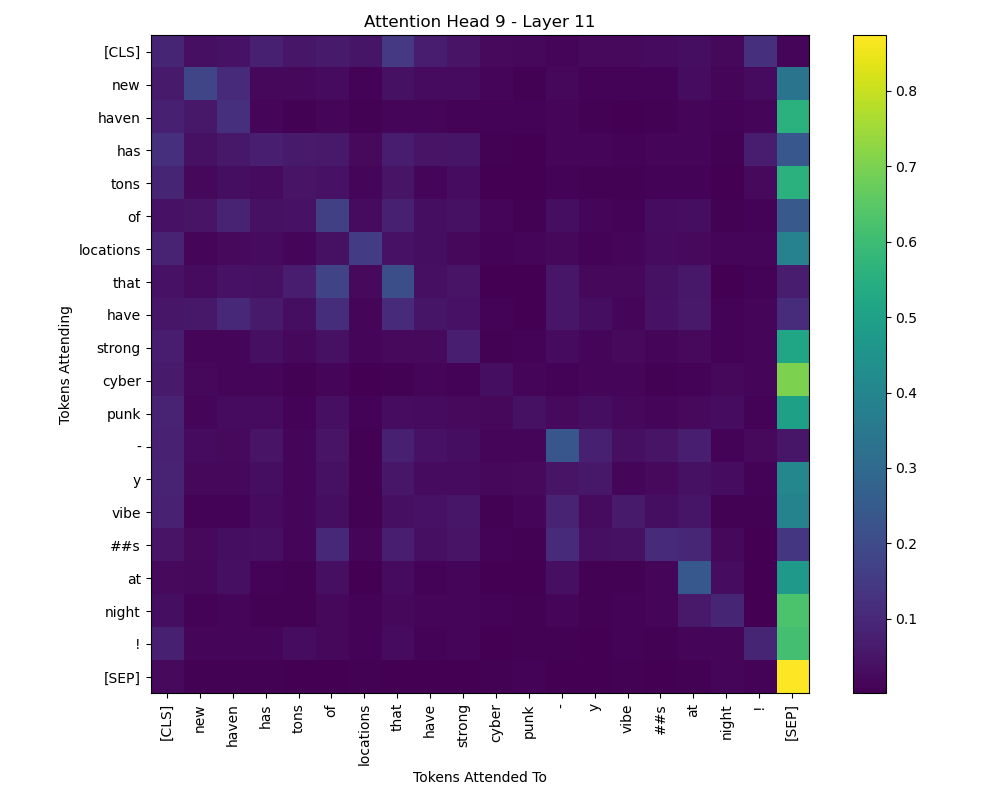 Attention Head 9 - Layer 11
Tokens Attending
[CLS]
new
haven
has
tons
of
locations
that
have
strong
cyber
punk
-
y
vibe
##s
at
night
!
[SEP]
[CLS]
new
haven
has
tons
of
locations
that
have
strong
cyber
punk
-
y
vibe
##s
at
night
!
[SEP]
Tokens Attended To
0.8
0.7
0.6
0.5
0.4
0.3
0.2
0.1